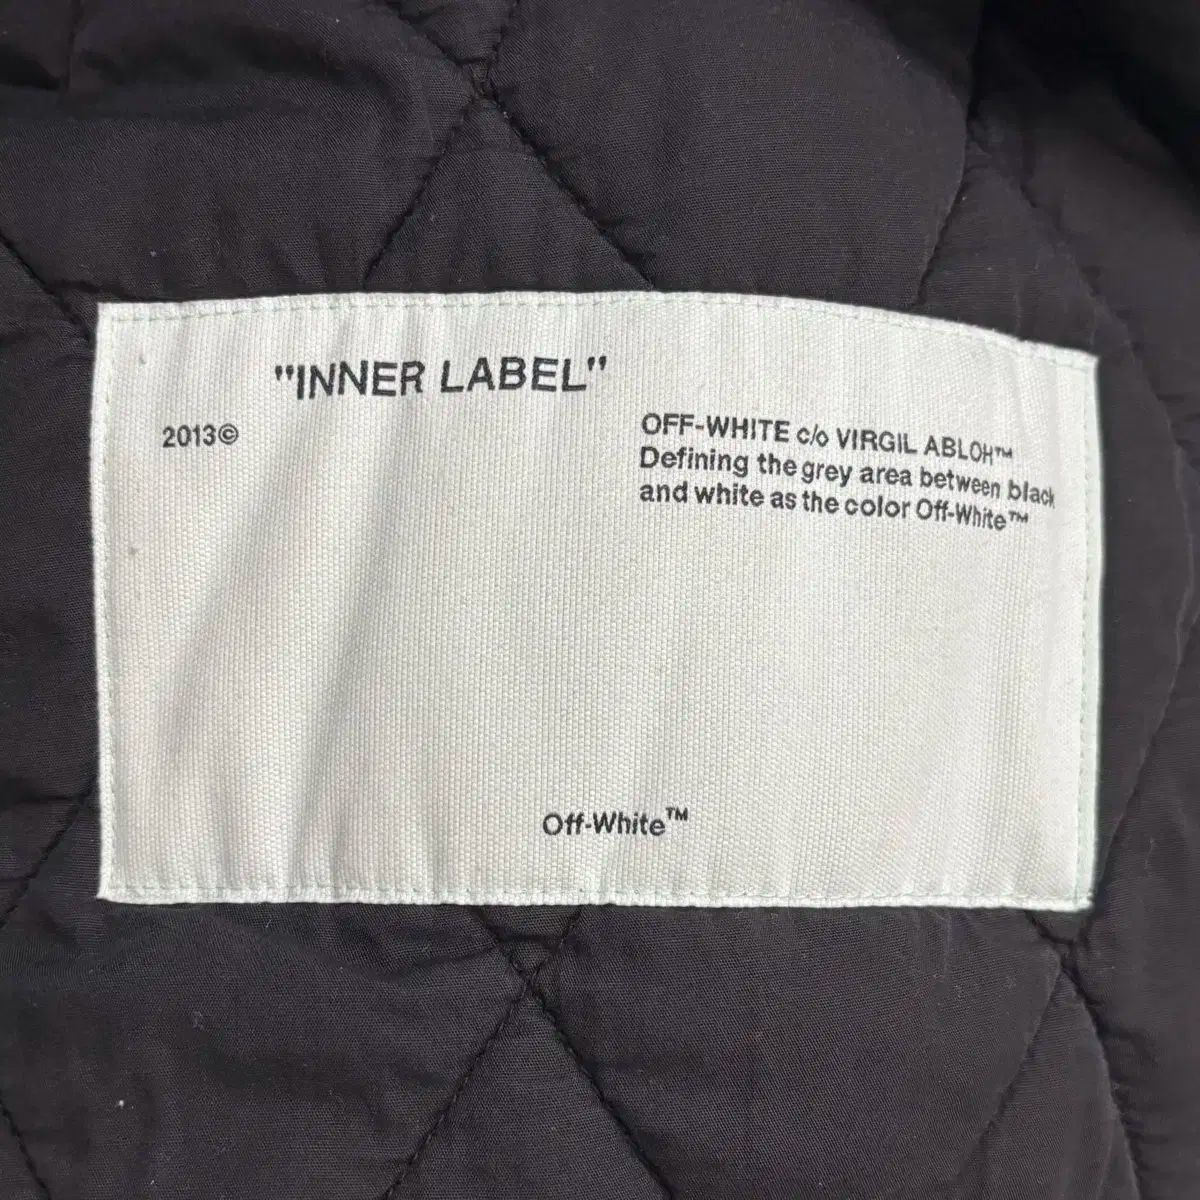 "INNER LABEL"
2013©
OFF-WHITE c/o VIRGIL ABLOH™
Defining the grey area between black
and white as the color Off-White™
Off-White™